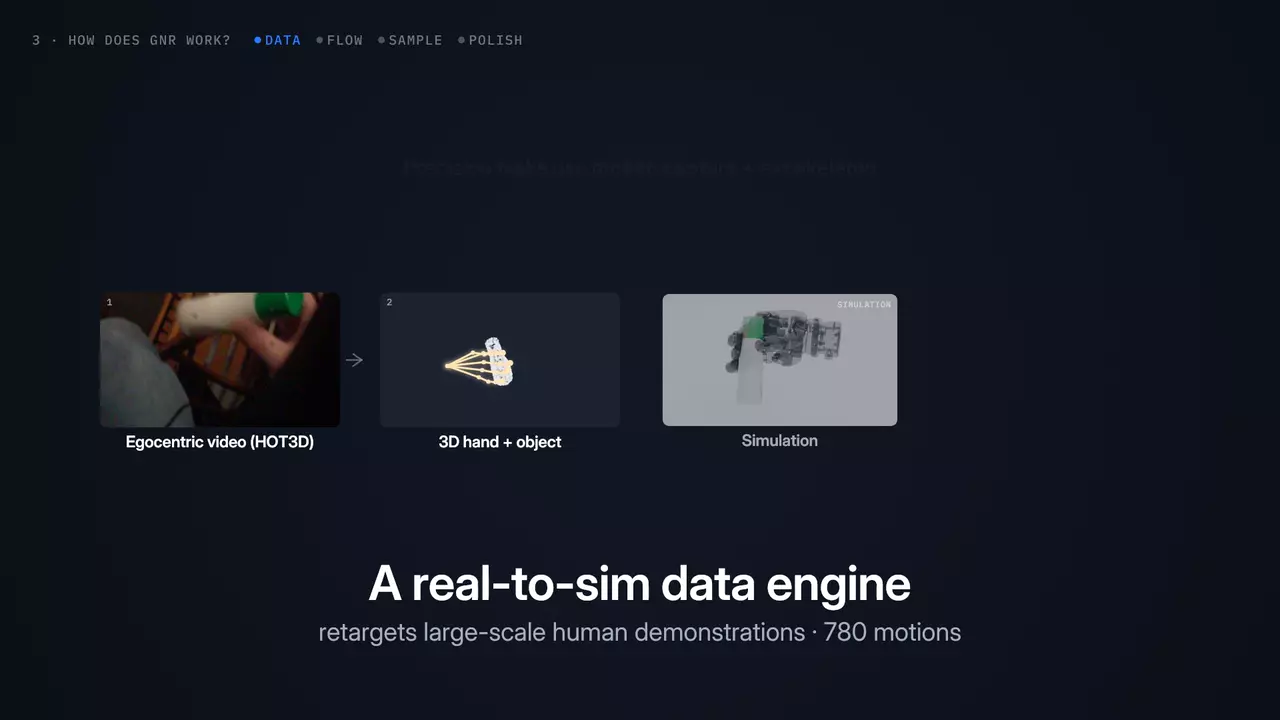 3 · HOW DOES GNR WORK? DATA FLOW SAMPLE POLISH
1
2
SIMULATION
Egocentric video (HOT3D)
3D hand + object
Simulation
A real-to-sim data engine
retargets large-scale human demonstrations · 780 motions